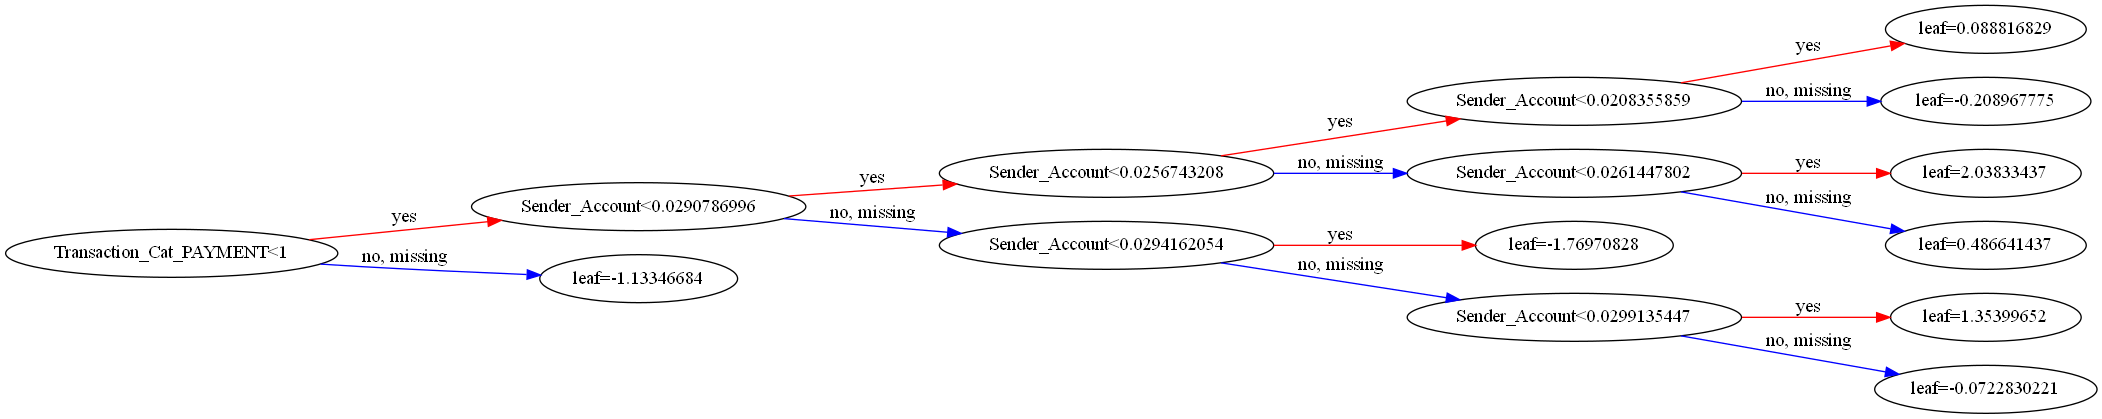 Transaction_Cat_PAYMENT<1
yes
no, missing
Sender_Account<0.0290786996
leaf=-1.13346684
yes
no, missing
Sender_Account<0.0256743208
Sender_Account<0.0294162054
yes
no, missing
yes
no, missing
Sender_Account<0.0208355859
Sender_Account<0.0261447802
leaf=-1.76970828
Sender_Account<0.0299135447
yes
no, missing
yes
no, missing
yes
no, missing
leaf=0.088816829
leaf=-0.208967775
leaf=2.03833437
leaf=0.486641437
leaf=1.35399652
leaf=-0.0722830221